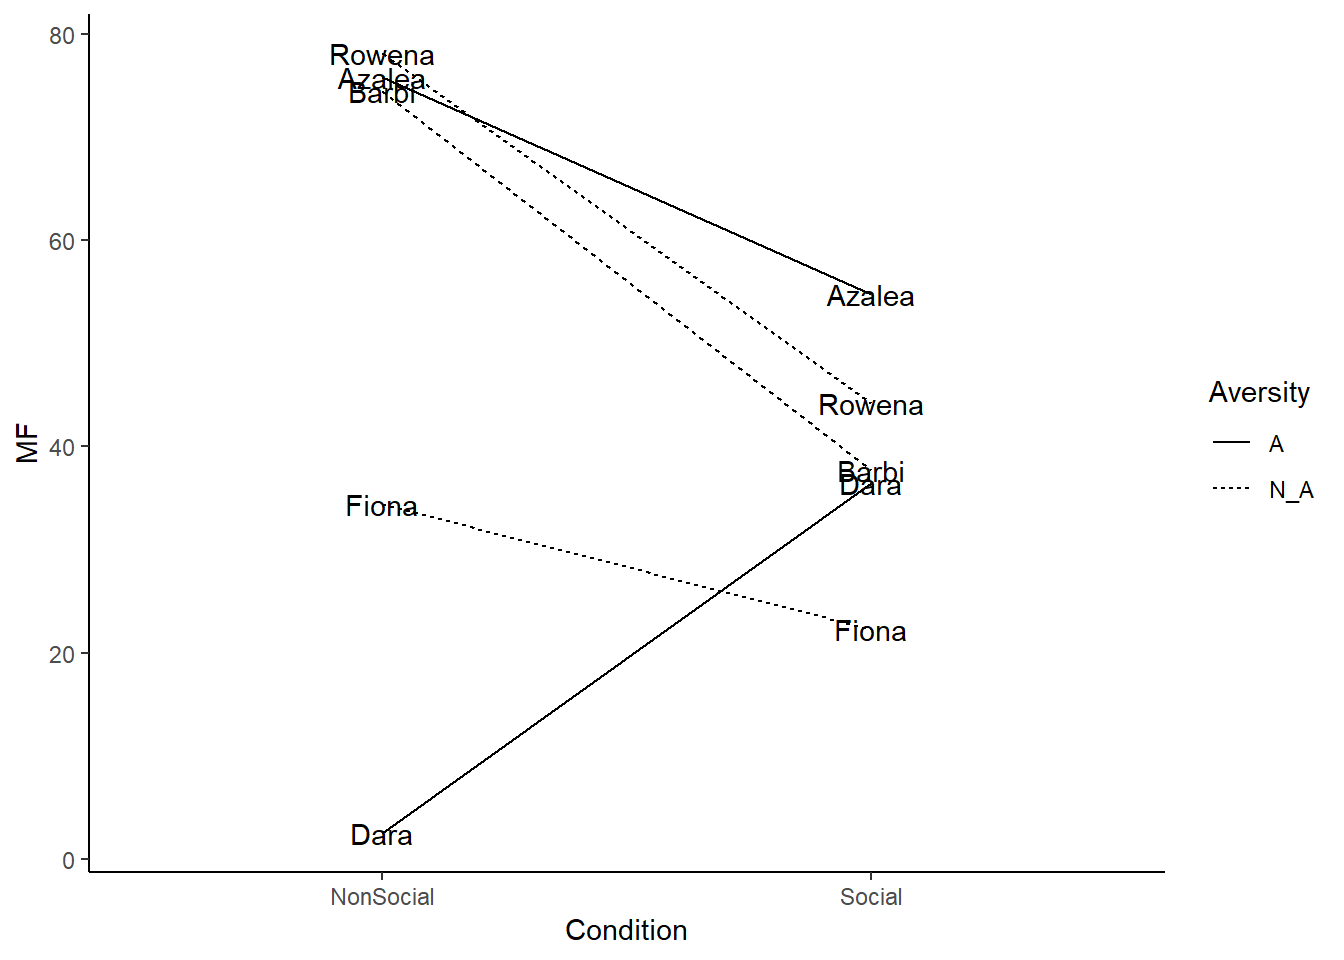 80
60
40
20
0
MF
Rowena
Azalea
Barbi
Azalea
Rowena
Barbi
Dara
Fiona
Fiona
Dara
NonSocial
Social
Condition
Aversity
A
N_A